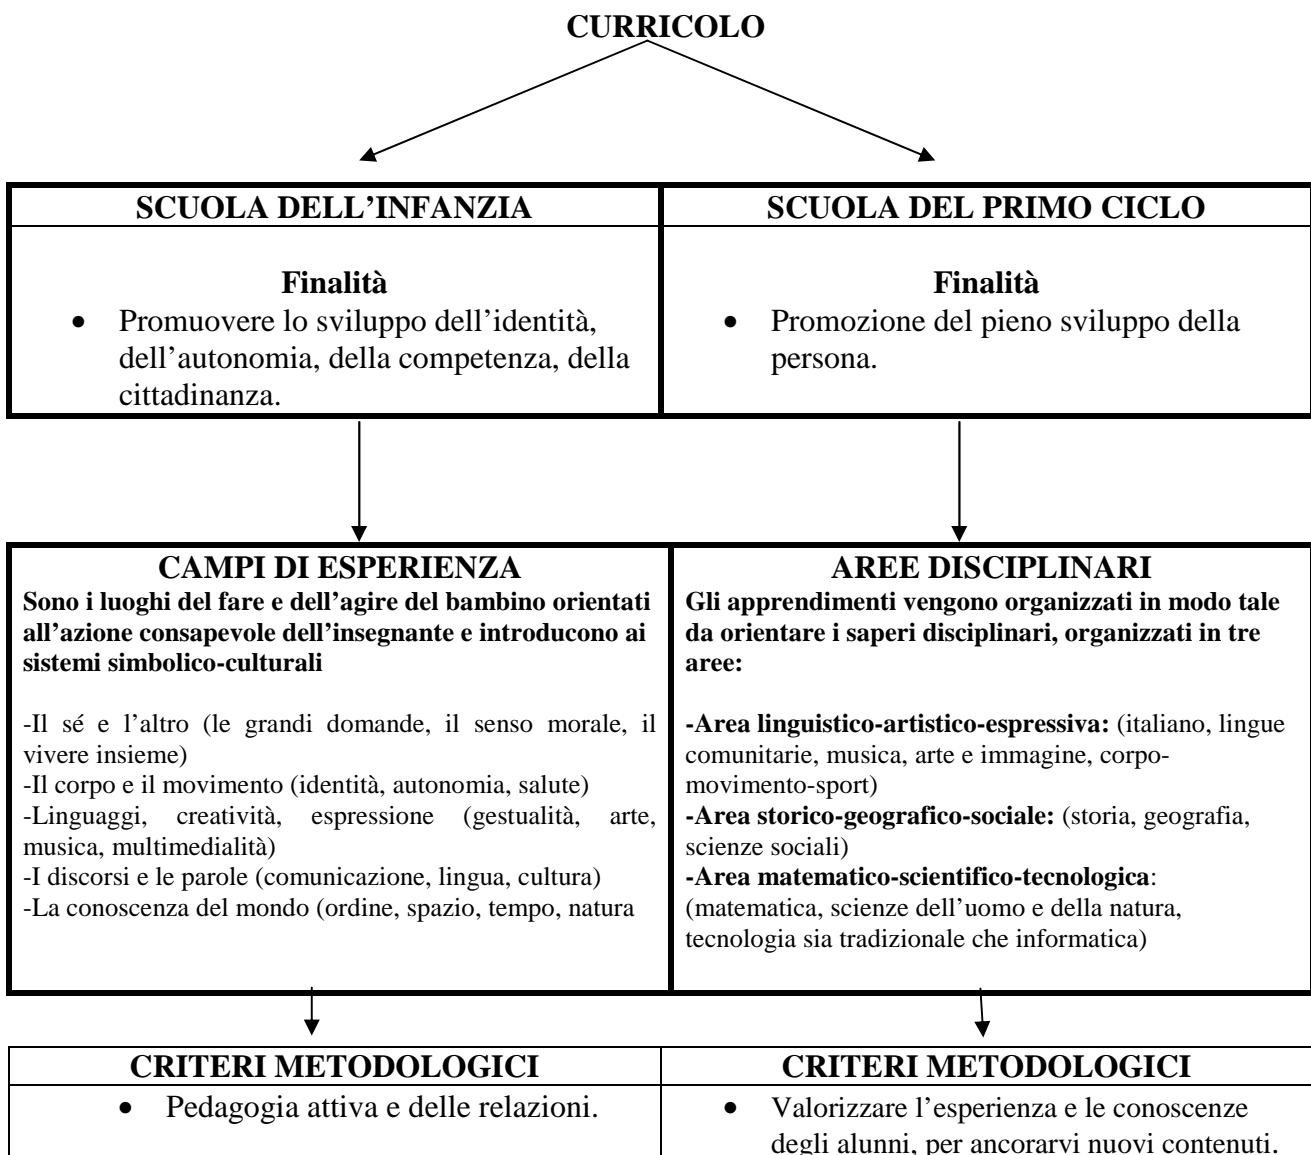 CURRICOLO
SCUOLA DELL’INFANZIA
Finalità
• Promuovere lo sviluppo dell’identità,
dell’autonomia, della competenza, della
cittadinanza.
SCUOLA DEL PRIMO CICLO
Finalità
• Promozione del pieno sviluppo della
persona.
CAMPI DI ESPERIENZA
Sono i luoghi del fare e dell’agire del bambino orientati
all’azione consapevole dell’insegnante e introducono ai
sistemi simbolico-culturali
-Il sé e l’altro (le grandi domande, il senso morale, il
vivere insieme)
-Il corpo e il movimento (identità, autonomia, salute)
-Linguaggi, creatività, espressione (gestualità, arte,
musica, multimedialità)
-I discorsi e le parole (comunicazione, lingua, cultura)
-La conoscenza del mondo (ordine, spazio, tempo, natura
AREE DISCIPLINARI
Gli apprendimenti vengono organizzati in modo tale
da orientare i saperi disciplinari, organizzati in tre
aree:
-Area linguistico-artistico-espressiva: (italiano, lingue
comunitarie, musica, arte e immagine, corpo-
movimento-sport)
-Area storico-geografico-sociale: (storia, geografia,
scienze sociali)
-Area matematico-scientifico-tecnologica:
(matematica, scienze dell’uomo e della natura,
tecnologia sia tradizionale che informatica)
CRITERI METODOLOGICI
• Pedagogia attiva e delle relazioni.
CRITERI METODOLOGICI
• Valorizzare l’esperienza e le conoscenze
degli alunni, per ancorarvi nuovi contenuti.